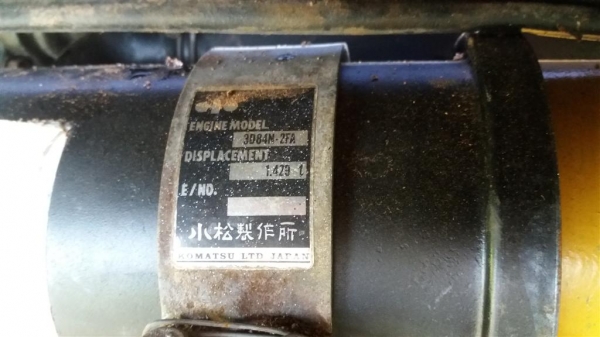 ENGINE MODEL
3D84N-2FA
DISPLACEMENT
1.429 ℓ
E/NO.
小松製作所
KOMATSU LTD JAPAN